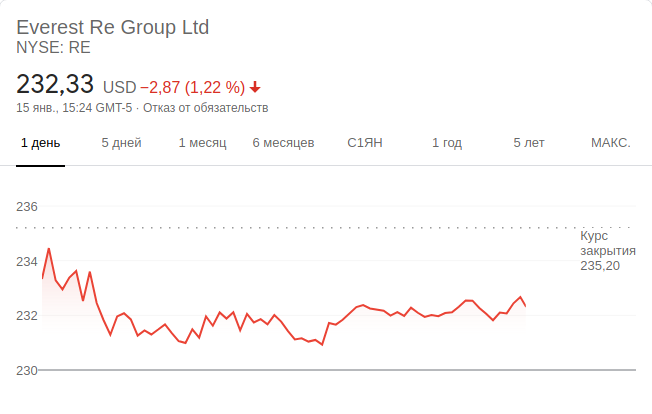 Everest Re Group Ltd
NYSE: RE
232,33 USD −2,87 (1,22 %)
15 янв., 15:24 GMT-5 · Отказ от обязательств
1 день 5 дней 1 месяц 6 месяцев С1ЯН 1 год 5 лет МАКС.
236
Курс
закрытия
235,20
234
232
230